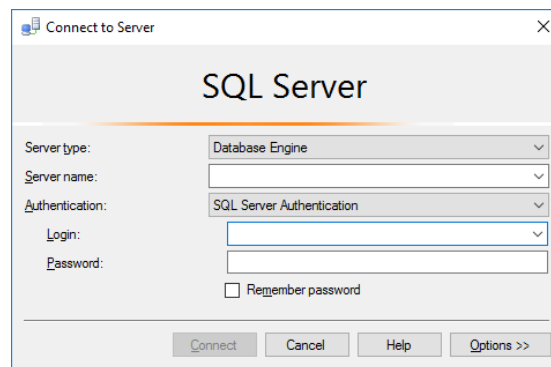 Connect to Server
SQL Server
Server type: Database Engine
Server name:
Authentication: SQL Server Authentication
Login:
Password:
Remember password
Connect Cancel Help Options >>